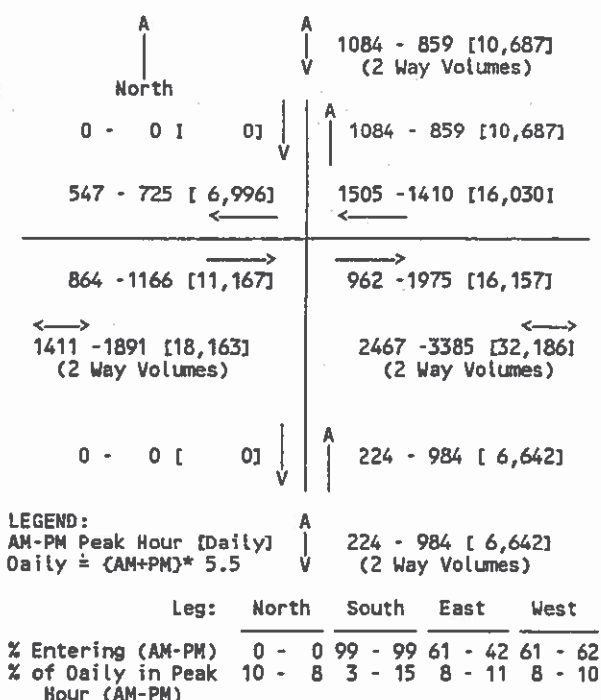 A A
1084 - 859 [10,687]
V (2 Way Volumes)
North
A
0 - 0 I 0] 1084 - 859 [10,687]
V
547 - 725 [ 6,996] 1505 -1410 [16,030I
864 -1166 [11,167] 962 -1975 [16,157]
1411 -1891 [18,163] 2467 -3385 [32,186I
(2 Way Volumes) (2 Way Volumes)
A
0 - 0 [ 0] 224 - 984 [ 6,642]
V
LEGEND: A
AM-PM Peak Hour [Daily] 224 - 984 [ 6,642]
Daily = {AM+PM}* 5.5 V (2 Way Volumes)
Leg: North South East West
% Entering (AM-PM) 0 - 0 99 - 99 61 - 42 61 - 62
% of Daily in Peak 10 - 8 3 - 15 8 - 11 8 - 10
Hour (AM-PM)